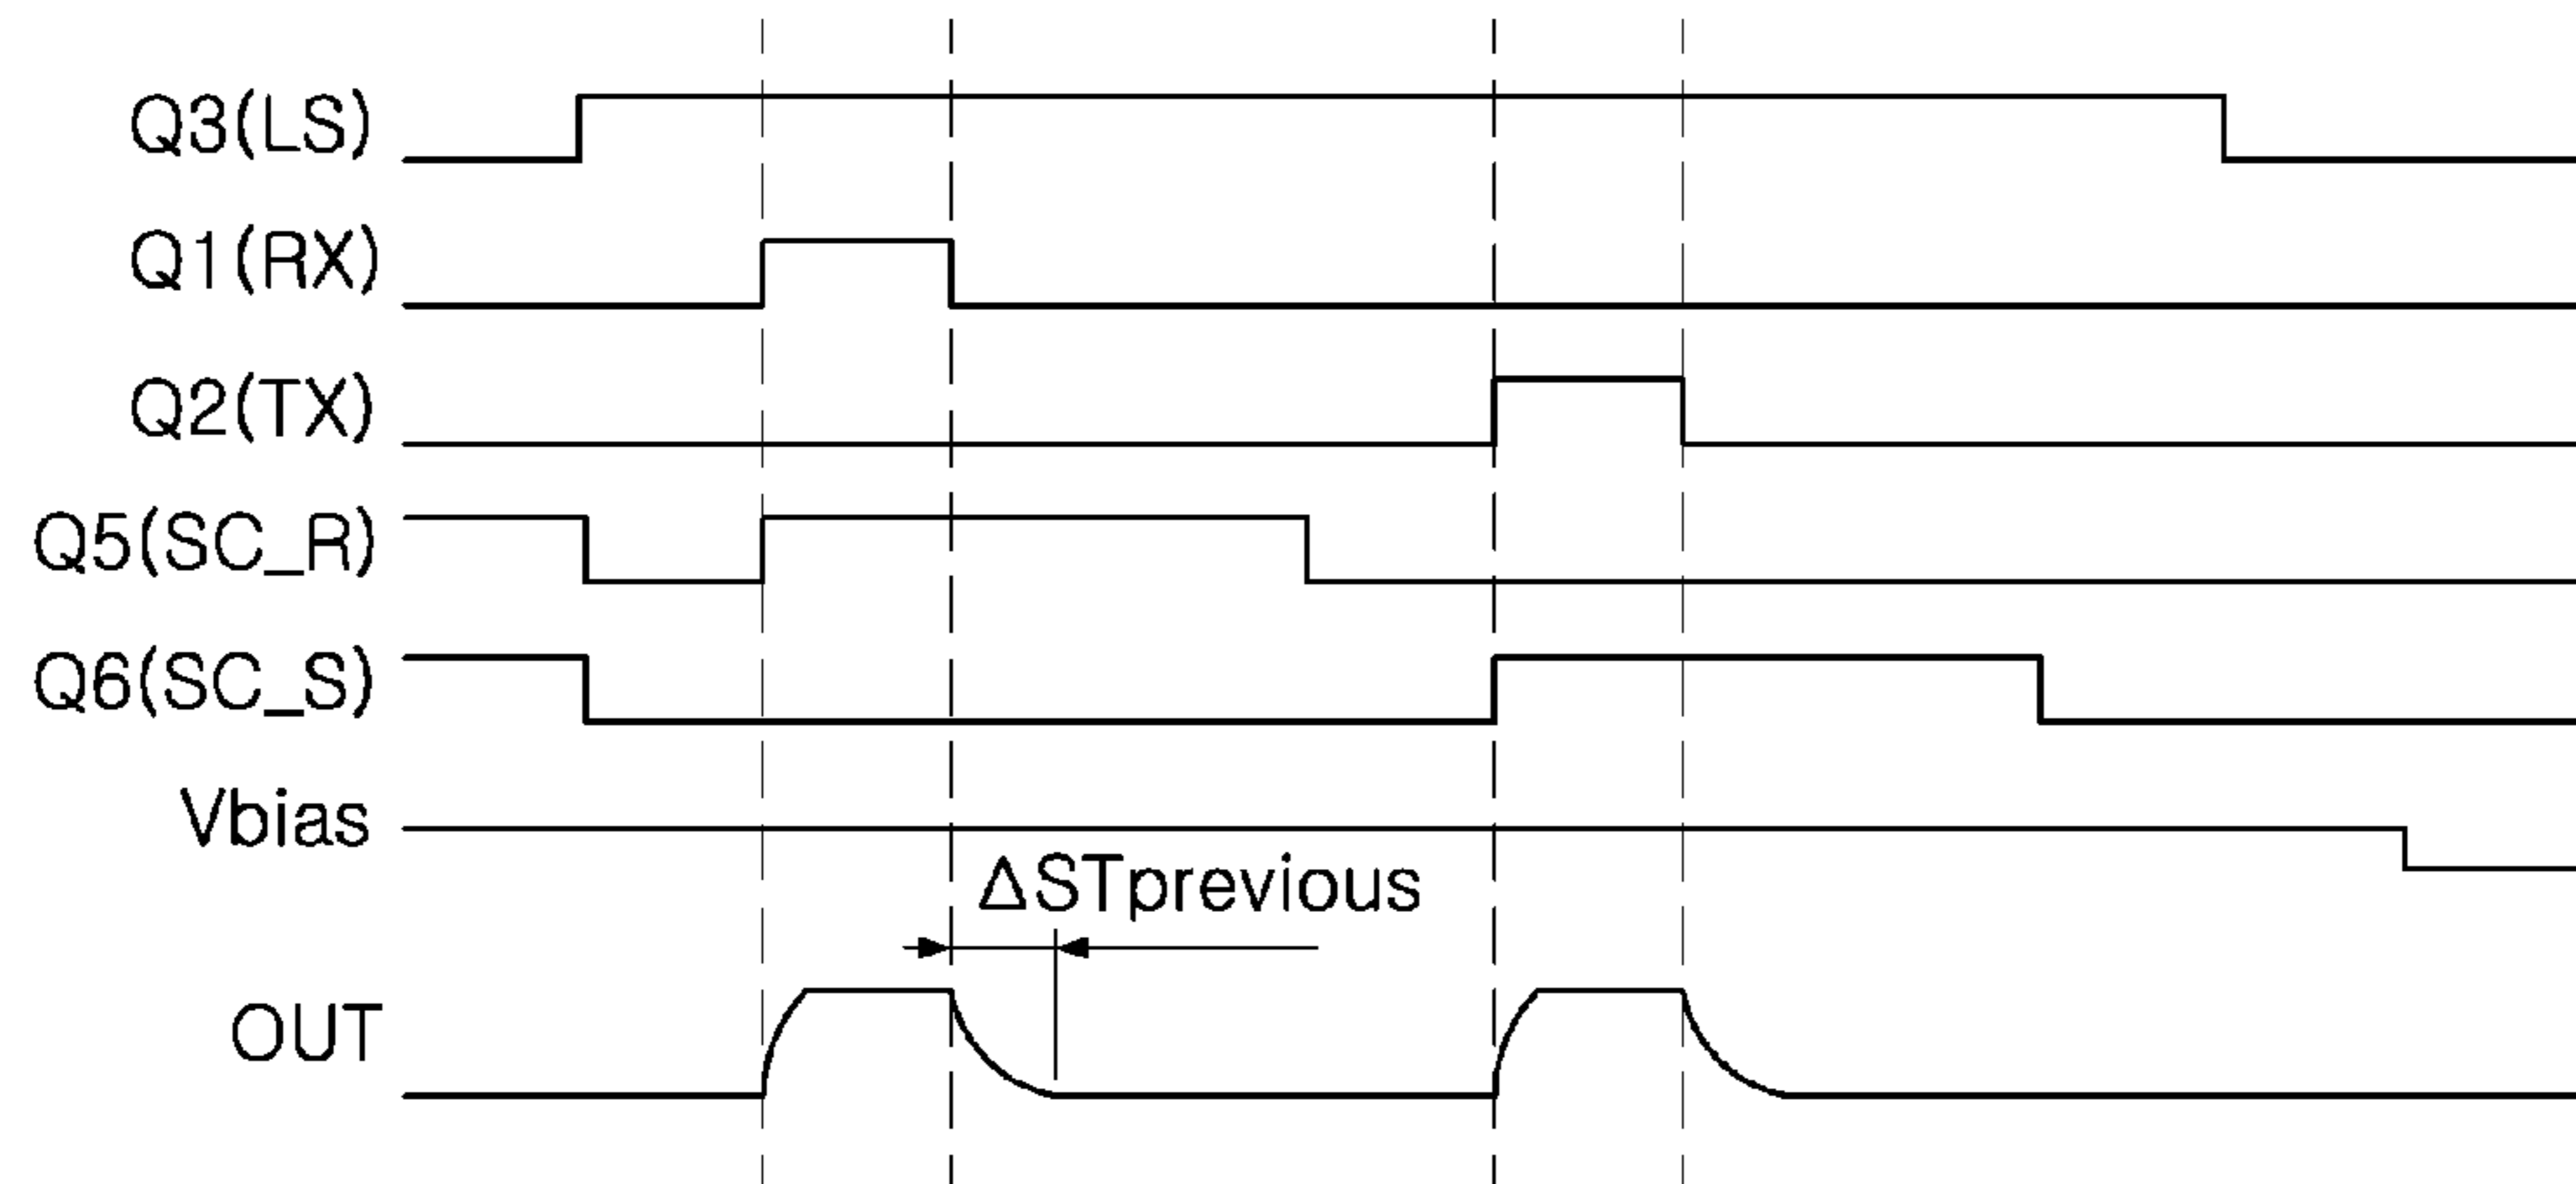 Q3(LS)
Q1(RX)
Q2(TX)
Q5(SC_R)
Q6(SC_S)
Vbias
ΔSTprevious
OUT